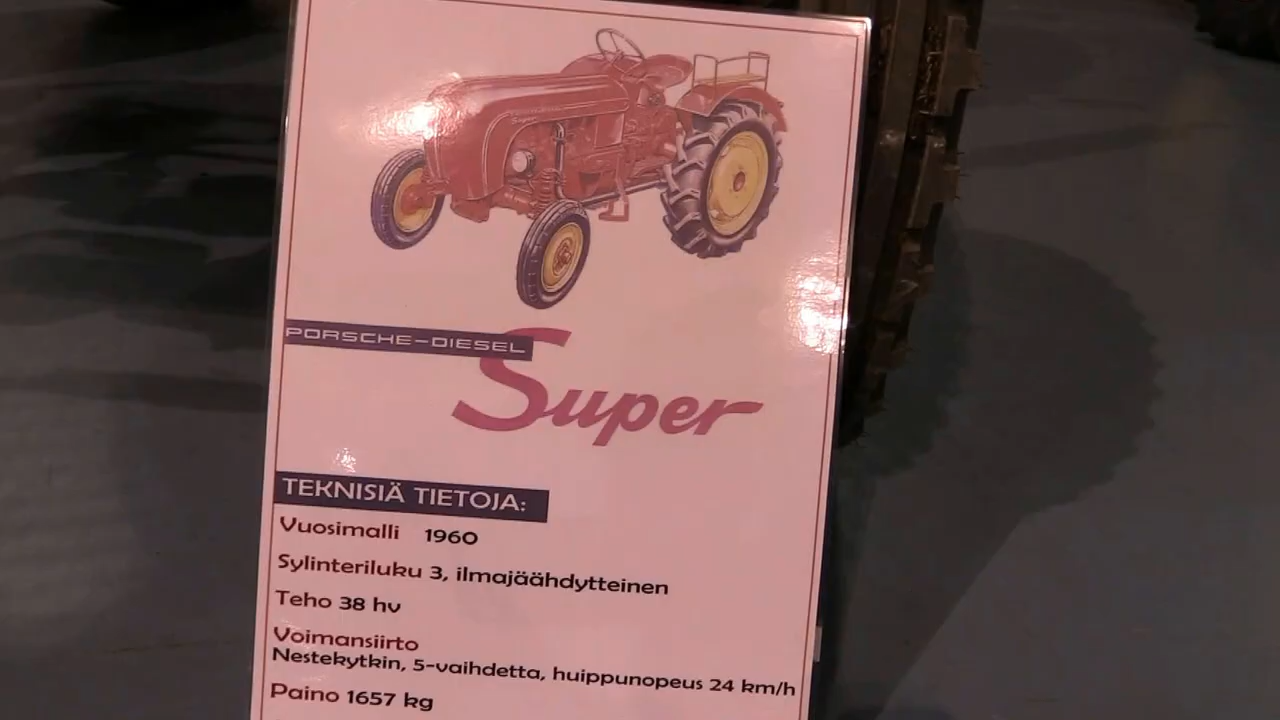 PORSCHE-DIESEL
Super
TEKNISIÄ TIETOJA:
Vuosimalli 1960
Sylinteriluku 3, ilmajäähdytteinen
Teho 38 hv
Voimansiirto
Nestekytkin, 5-vaihdetta, huippunopeus 24 km/h
Paino 1657 kg